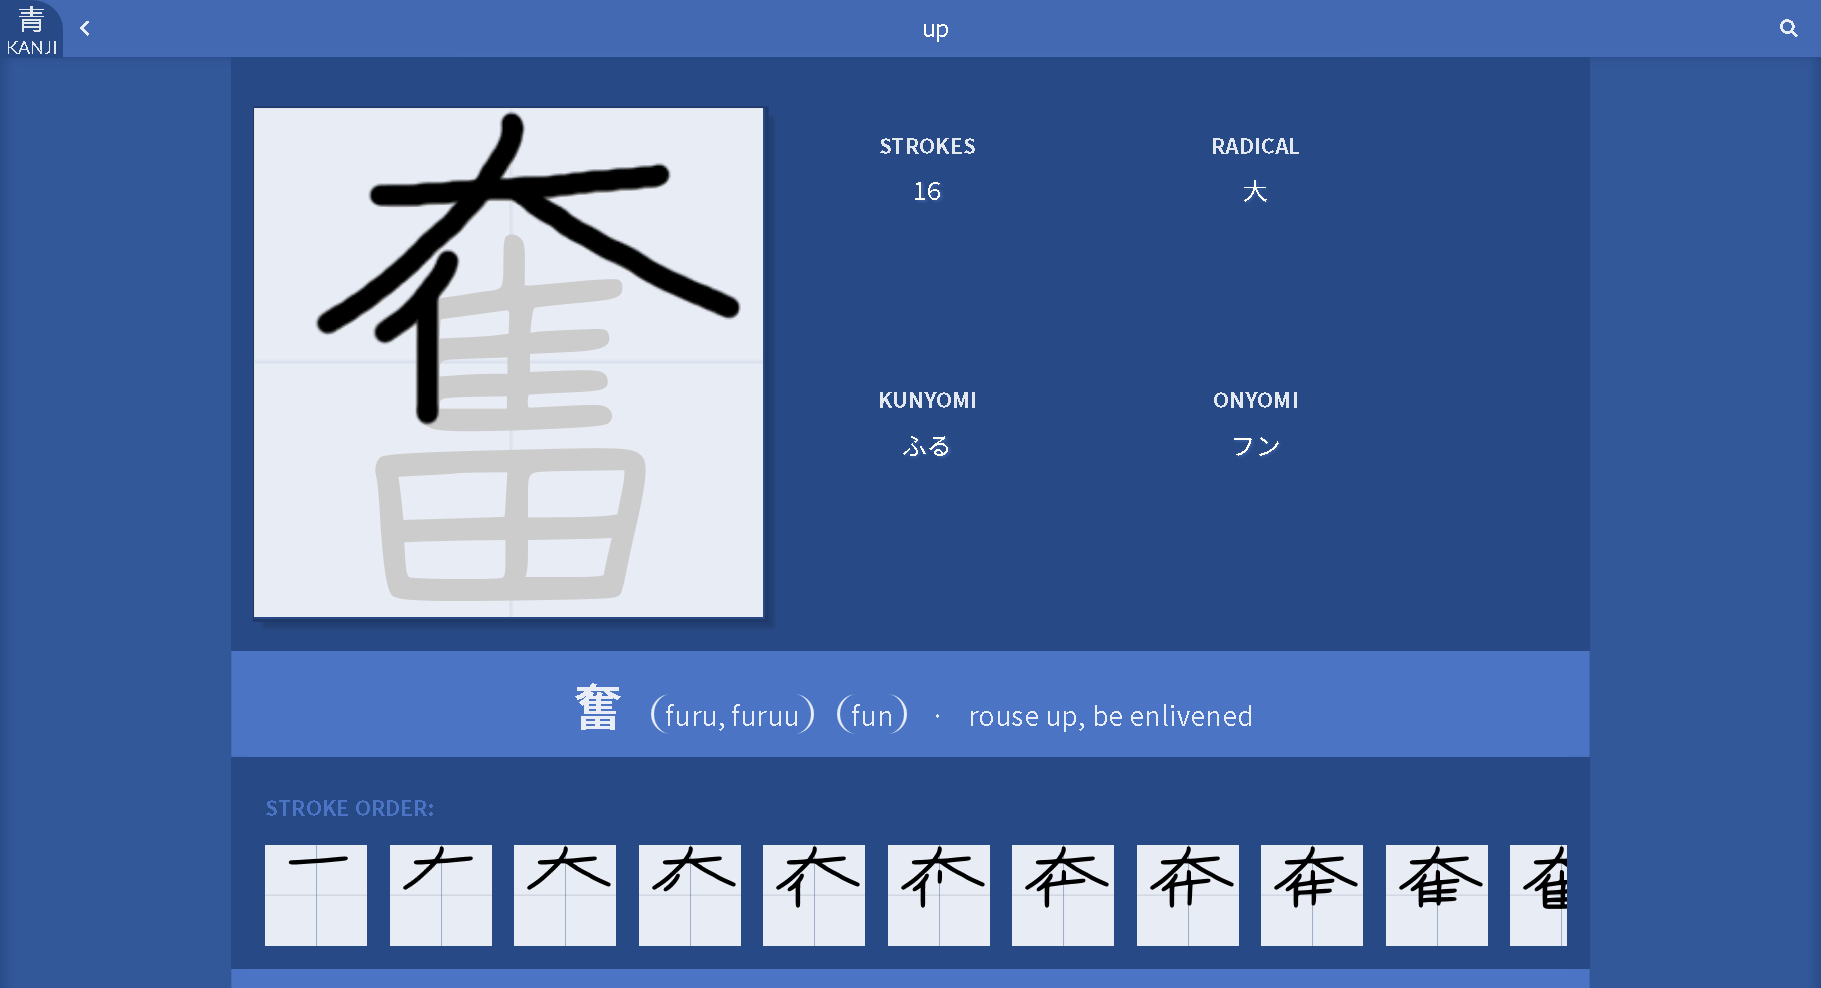 青
KANJI
up
奮
STROKES
16
RADICAL
大
KUNYOMI
ふる
ONYOMI
フン
奮 (furu, furuu) (fun) · rouse up, be enlivened
STROKE ORDER: